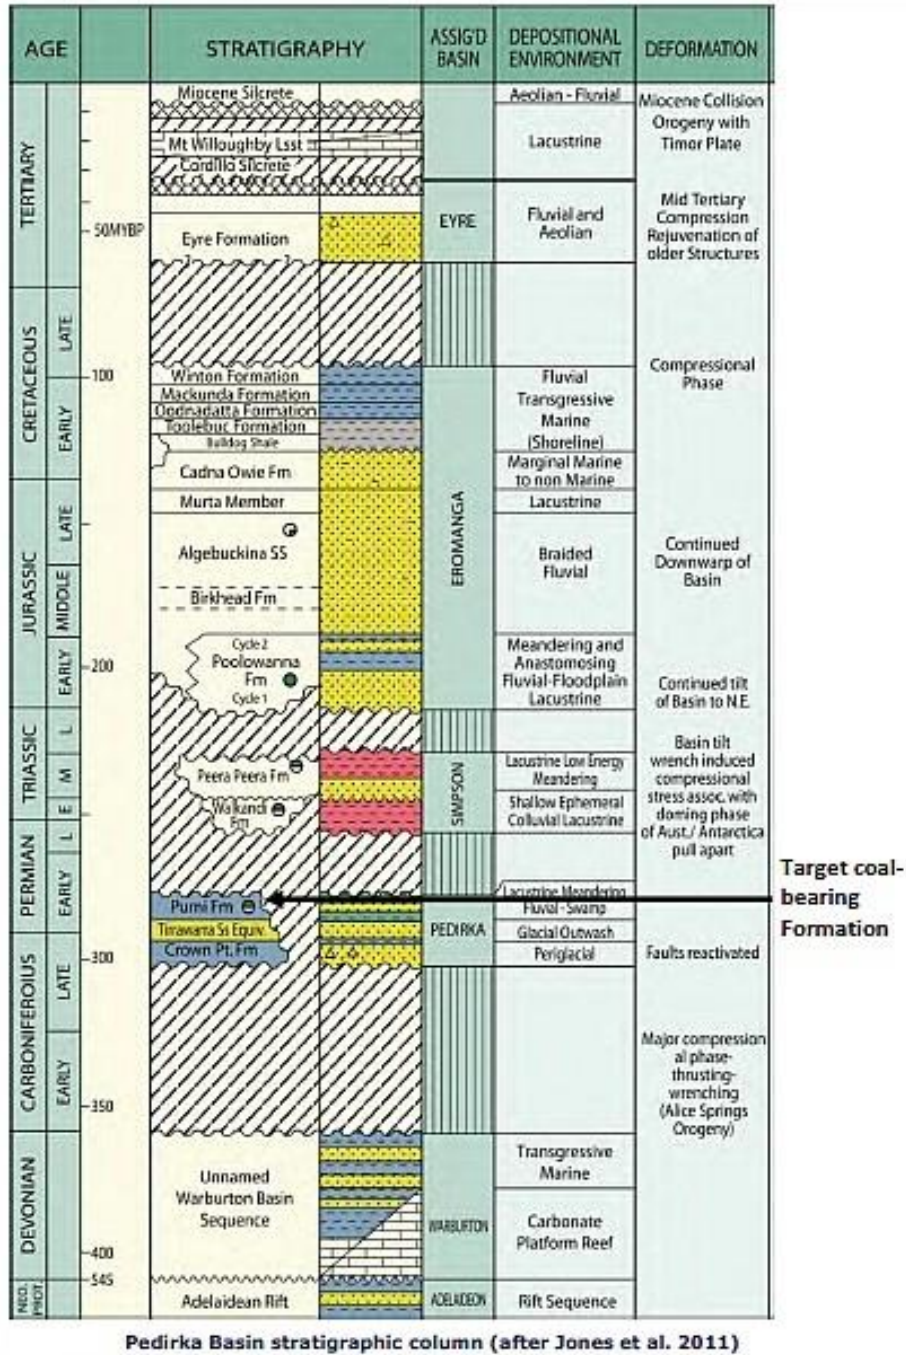 AGE
STRATIGRAPHY
ASSIG'D
BASIN
DEPOSITIONAL
ENVIRONMENT
DEFORMATION
TERTIARY
CRETACEOUS
LATE
EARLY
JURASSIC
LATE
MIDDLE
EARLY
TRIASSIC
L
M
E
PERMIAN
L
EARLY
CARBONIFEROIUS
LATE
EARLY
DEVONIAN
NEO.
PROT.
50MYBP
100
200
300
350
400
545
Miocene Silcrete
Mt Willoughby Lsst
Cordillo Silcrete
Eyre Formation
? ?
Winton Formation
Mackunda Formation
Oodnadatta Formation
Toolebuc Formation
Bulldog Shale
Cadna Owie Fm
Murta Member
Algebuckina SS
Birkhead Fm
Cycle 2
Poolowanna
Fm
Cycle 1
Peera Peera Fm
Walkandi
Fm
Purni Fm
Tirrawarra Ss Equiv.
Crown Pt. Fm
Unnamed
Warburton Basin
Sequence
Adelaidean Rift
EYRE
EROMANGA
SIMPSON
PEDIRKA
WARBURTON
ADELAIDEON
Aeolian - Fluvial
Lacustrine
Fluvial and
Aeolian
Fluvial
Transgressive
Marine
(Shoreline)
Marginal Marine
to non Marine
Lacustrine
Braided
Fluvial
Meandering and
Anastomosing
Fluvial-Floodplain
Lacustrine
Lacustrine Low Energy
Meandering
Shallow Ephemeral
Colluvial Lacustrine
Lacustrine Meandering
Fluvial - Swamp
Glacial Outwash
Periglacial
Transgressive
Marine
Carbonate
Platform Reef
Rift Sequence
Miocene Collision
Orogeny with
Timor Plate
Mid Tertiary
Compression
Rejuvenation of
older Structures
Compressional
Phase
Continued
Downwarp of
Basin
Continued tilt
of Basin to N.E.
Basin tilt
wrench induced
compressional
stress assoc. with
doming phase
of Aust./ Antarctica
pull apart
Faults reactivated
Major compression
al phase-
thrusting-
wrenching
(Alice Springs
Orogeny)
Target coal-
bearing
Formation
Pedirka Basin stratigraphic column (after Jones et al. 2011)